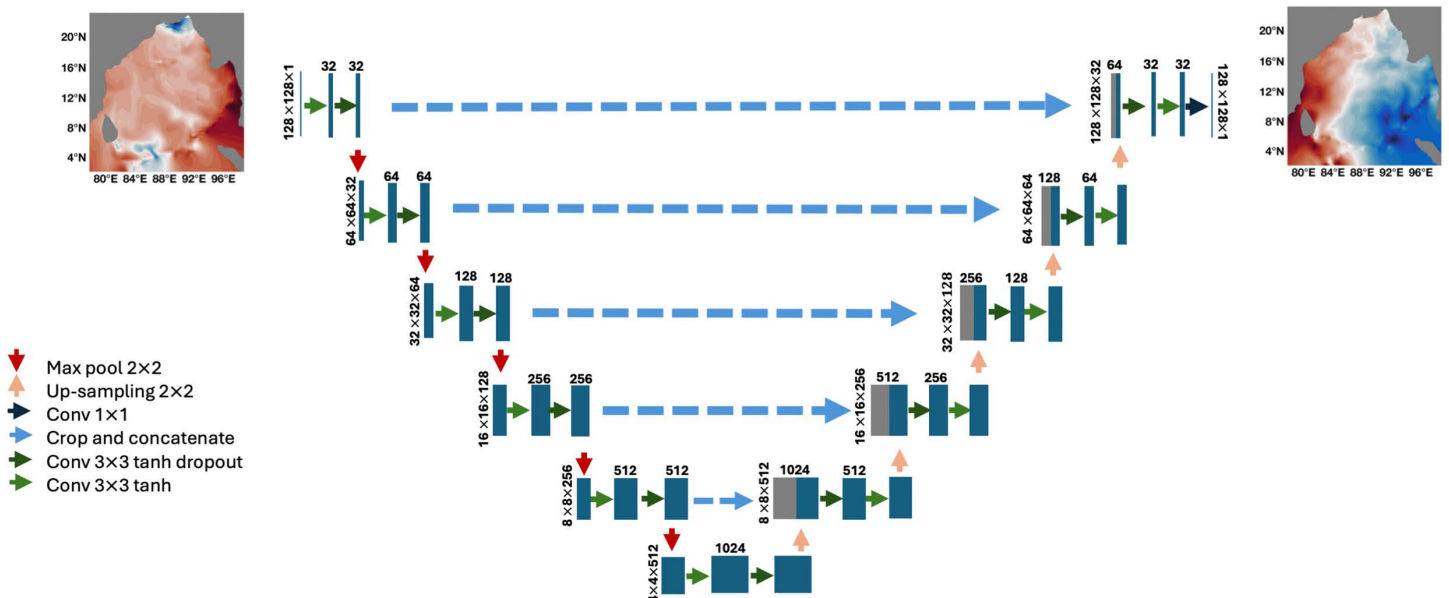 20°N
16°N
12°N
8°N
4°N
80°E 84°E 88°E 92°E 96°E
128×128×1
32 32
64 ×64×32
64 64
32 ×32×64
128 128
16 ×16×128
256 256
8 ×8×256
512 512
4×4×512
1024
8 ×8×512
1024 512
16 ×16×256
512 256
32 ×32×128
256 128
64 ×64×64
128 64
128 ×128×32
64 32 32
128 ×128×1
20°N
16°N
12°N
8°N
4°N
80°E 84°E 88°E 92°E 96°E
Max pool 2×2
Up-sampling 2×2
Conv 1×1
Crop and concatenate
Conv 3×3 tanh dropout
Conv 3×3 tanh